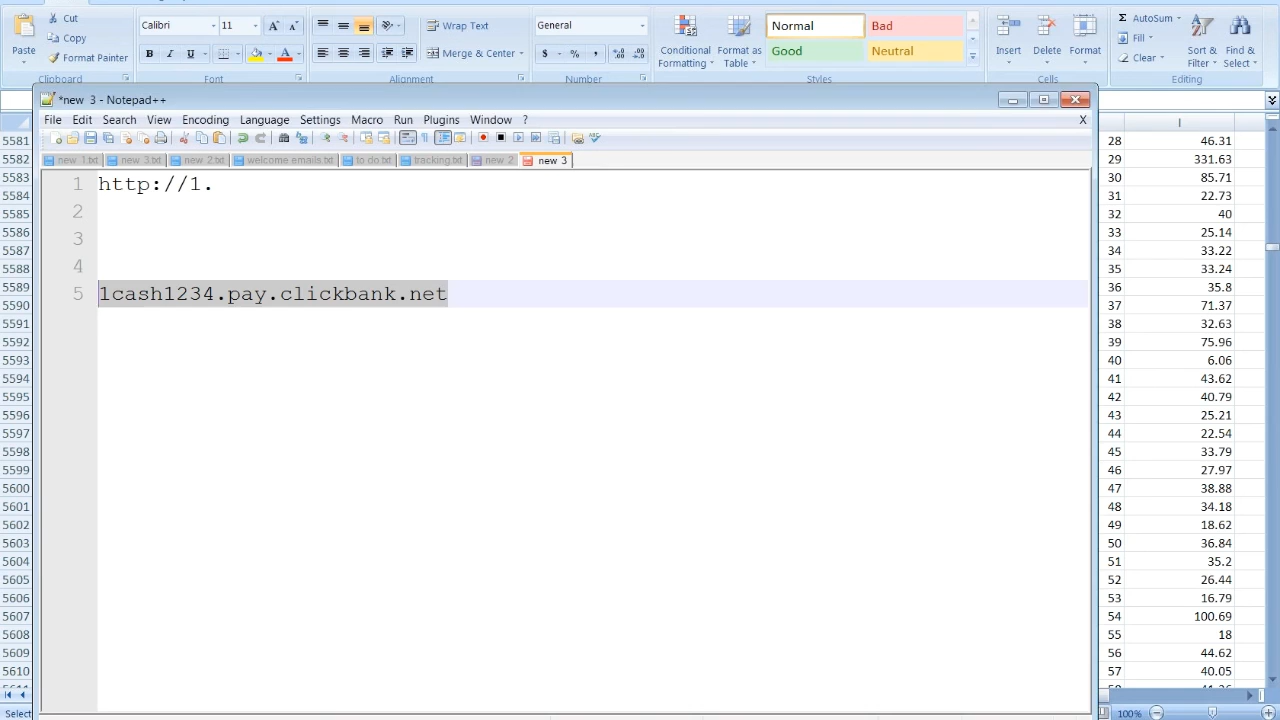 Cut
Calibri
11
Wrap Text
General
Normal
Bad
AutoSum
Paste
Copy
Conditional Formatting
Format as Table
Insert
Delete
Format
Fill
Sort & Filter
Find & Select
Format Painter
B I U
Merge & Center
$ % ,
Good
Neutral
Clear
Clipboard
Font
Alignment
Number
Styles
Cells
Editing
*new 3 - Notepad++
File Edit Search View Encoding Language Settings Macro Run Plugins Window ? X
new 1.txt new 3.txt new 2.txt welcome emails.txt to do.txt tracking.txt new 2 new 3
1 http://1.
2
3
4
5 1cash1234.pay.clickbank.net
I
5581 28 46.31
5582 29 331.63
5583 30 85.71
5584 31 22.73
5585 32 40
5586 33 25.14
5587 34 33.22
5588 35 33.24
5589 36 35.8
5590 37 71.37
5591 38 32.63
5592 39 75.96
5593 40 6.06
5594 41 43.62
5595 42 40.79
5596 43 25.21
5597 44 22.54
5598 45 33.79
5599 46 27.97
5600 47 38.88
5601 48 34.18
5602 49 18.62
5603 50 36.84
5604 51 35.2
5605 52 26.44
5606 53 16.79
5607 54 100.69
5608 55 18
5609 56 44.62
5610 57 40.05
Select
100%